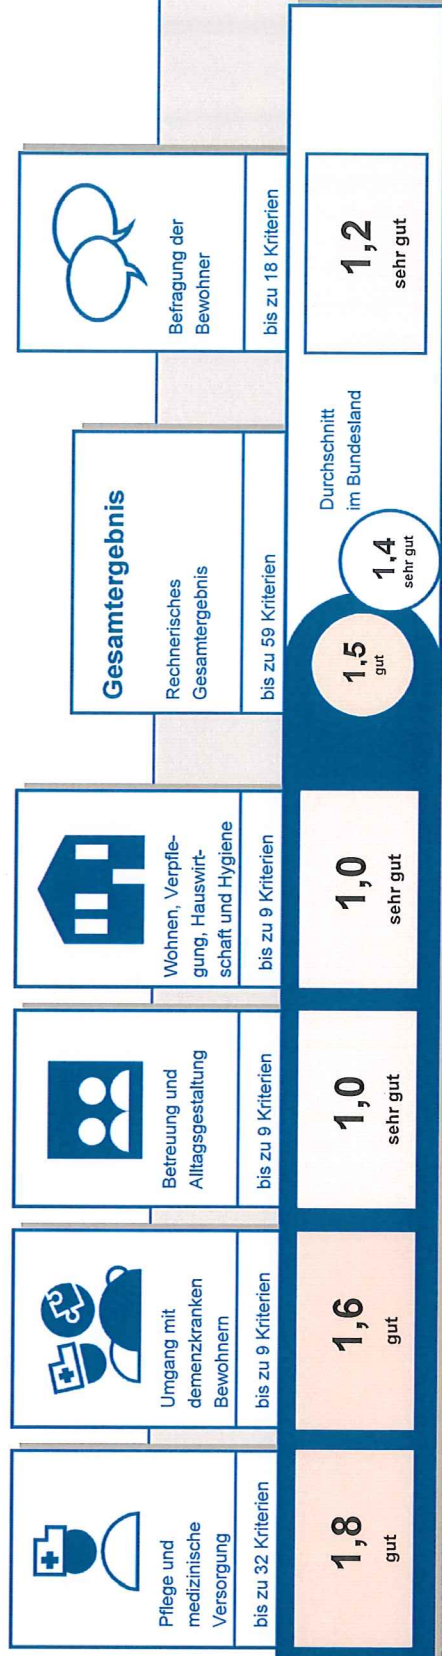 Pflege und
medizinische
Versorgung
bis zu 32 Kriterien
1,8
gut
Umgang mit
demenzkranken
Bewohnern
bis zu 9 Kriterien
1,6
gut
Betreuung und
Alltagsgestaltung
bis zu 9 Kriterien
1,0
sehr gut
Wohnen, Verpfle-
gung, Hauswirt-
schaft und Hygiene
bis zu 9 Kriterien
1,0
sehr gut
Gesamtergebnis
Rechnerisches
Gesamtergebnis
bis zu 59 Kriterien
1,5
gut
Durchschnitt
im Bundesland
1,4
sehr gut
Befragung der
Bewohner
bis zu 18 Kriterien
1,2
sehr gut